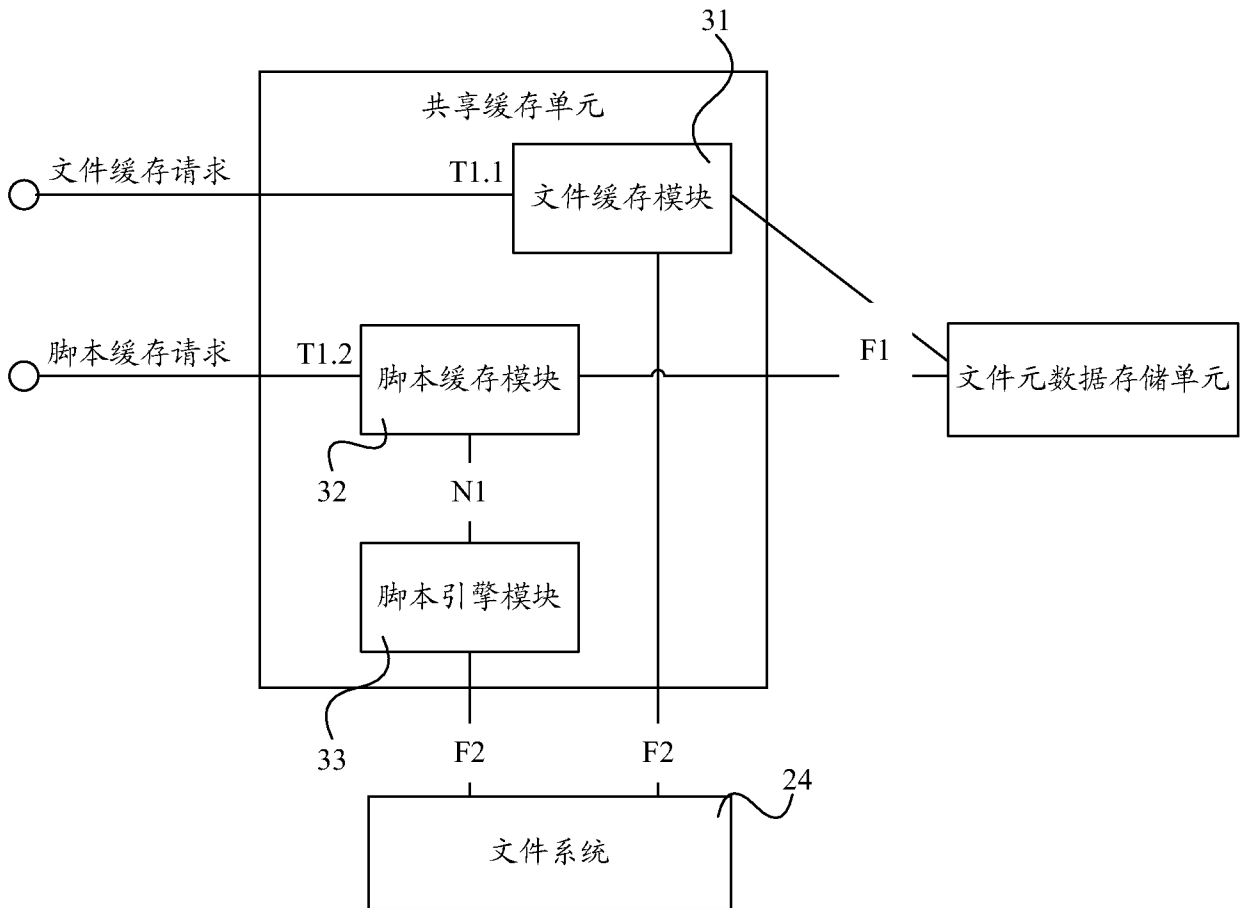 31
共享缓存单元
文件缓存请求
T1.1
文件缓存模块
脚本缓存请求
T1.2
脚本缓存模块
F1
文件元数据存储单元
32
N1
脚本引擎模块
33
F2
F2
24
文件系统